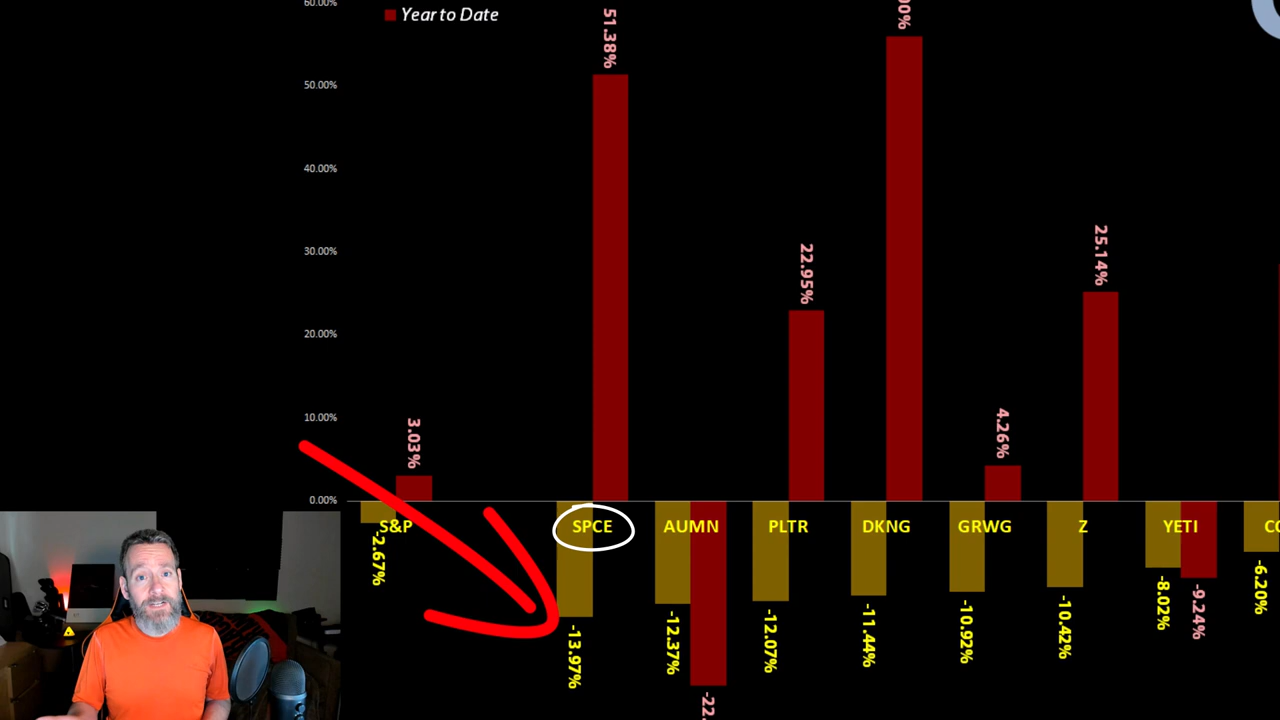 60.00%
Year to Date
50.00%
40.00%
30.00%
20.00%
10.00%
0.00%
51.38%
22.95%
25.14%
3.03%
4.26%
S&P
SPCE
AUMN
PLTR
DKNG
GRWG
Z
YETI
-2.67%
-13.97%
-12.37%
-12.07%
-11.44%
-10.92%
-10.42%
-8.02%
-9.24%
-6.20%